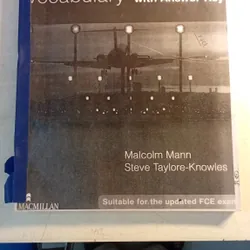 vocabulary with Answer Key
Malcolm Mann
Steve Taylore-Knowles
MACMILLAN
Suitable for the updated FCE exam